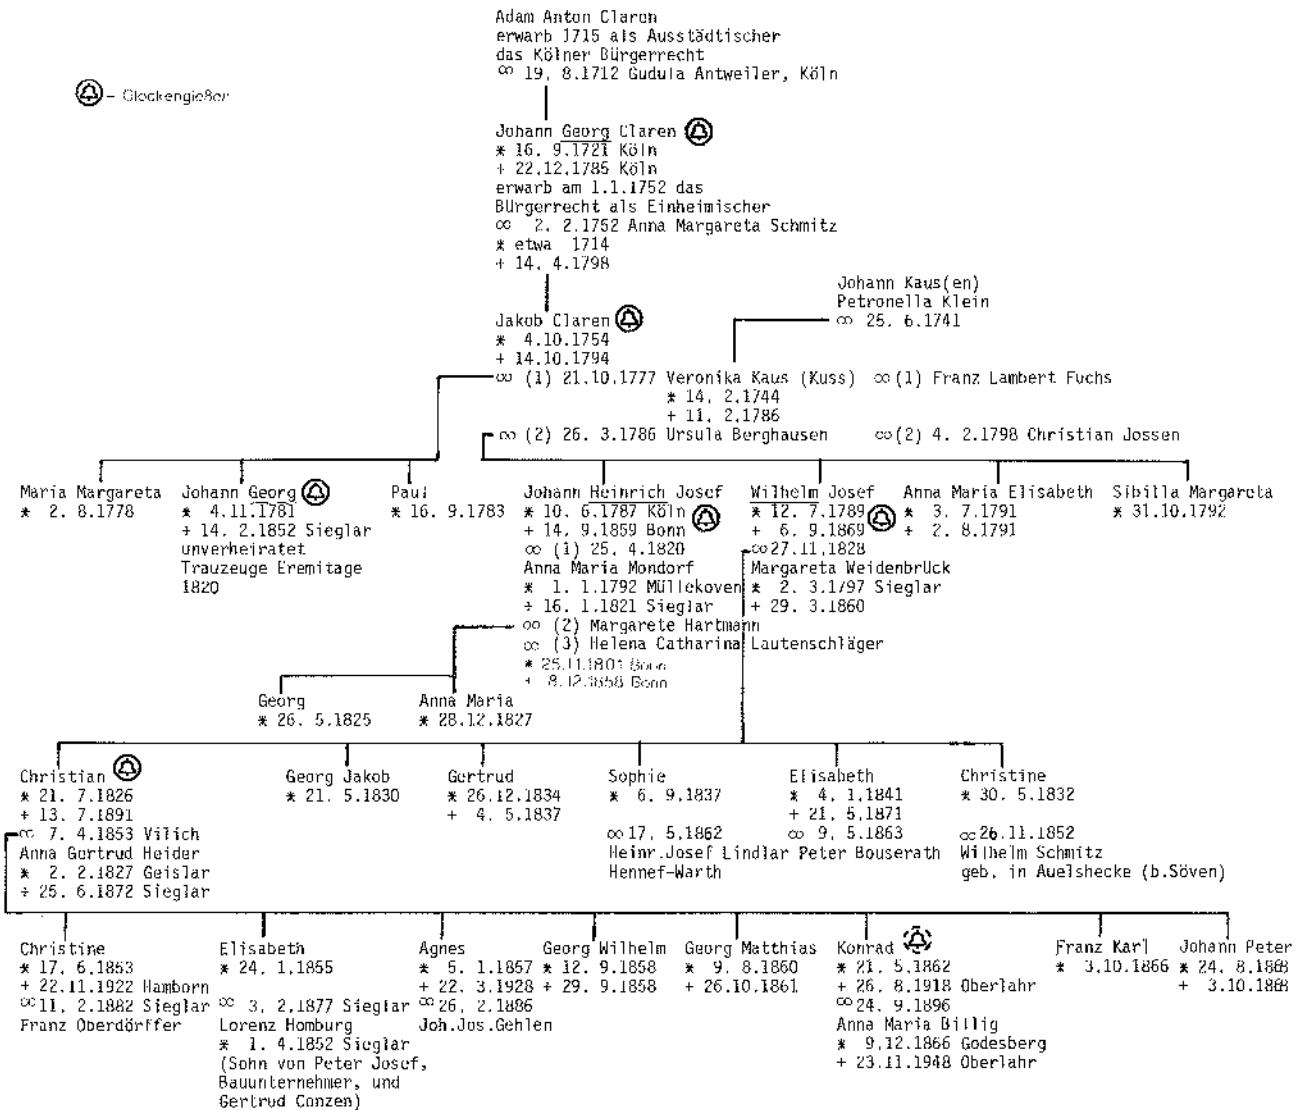 Adam Anton Claren
erwarb 1715 als Ausstädtischer
das Kölner Bürgerrecht
∞ 19. 8.1712 Gudula Antweiler, Köln
– Glockengießer
Johann Georg Claren
* 16. 9.1721 Köln
+ 22.12.1785 Köln
erwarb am 1.1.1752 das
Bürgerrecht als Einheimischer
∞ 2. 2.1752 Anna Margareta Schmitz
* etwa 1714
+ 14. 4.1798
Johann Kaus(en)
Petronella Klein
∞ 25. 6.1741
Jakob Claren
* 4.10.1754
+ 14.10.1794
∞ (1) 21.10.1777 Veronika Kaus (Kuss) ∞ (1) Franz Lambert Fuchs
* 14. 2.1744
+ 11. 2.1786
∞ (2) 26. 3.1786 Ursula Berghausen ∞ (2) 4. 2.1798 Christian Jossen
Maria Margareta
* 2. 8.1778
Johann Georg
* 4.11.1781
+ 14. 2.1852 Sieglar
unverheiratet
Trauzeuge Eremitage
1820
Paul
* 16. 9.1783
Johann Heinrich Josef
* 10. 6.1787 Köln
+ 14. 9.1859 Bonn
∞ (1) 25. 4.1820
Anna Maria Mondorf
* 1. 1.1792 Müllekoven
+ 16. 1.1821 Sieglar
∞ (2) Margarete Hartmann
∞ (3) Helena Catharina Lautenschläger
* 25.11.1801 Bonn
+ 8.12.1858 Bonn
Wilhelm Josef
* 12. 7.1789
+ 6. 9.1869
∞ 27.11.1828
Margareta Weidenbrück
* 2. 3.1797 Sieglar
+ 29. 3.1860
Anna Maria Elisabeth
* 3. 7.1791
+ 2. 8.1791
Sibilla Margareta
* 31.10.1792
Georg
* 26. 5.1825
Anna Maria
* 28.12.1827
Christian
* 21. 7.1826
+ 13. 7.1891
∞ 7. 4.1853 Vilich
Anna Gertrud Heider
* 2. 2.1827 Geislar
+ 25. 6.1872 Sieglar
Georg Jakob
* 21. 5.1830
Gertrud
* 26.12.1834
+ 4. 5.1837
Sophie
* 6. 9.1837
∞ 17. 5.1862
Heinr.Josef Lindlar
Hennef-Warth
Elisabeth
* 4. 1.1841
+ 21. 5.1871
∞ 9. 5.1863
Peter Bouserath
Christine
* 30. 5.1832
∞ 26.11.1852
Wilhelm Schmitz
geb. in Auelshecke (b.Söven)
Christine
* 17. 6.1853
+ 22.11.1922 Hamborn
∞ 11. 2.1882 Sieglar
Franz Oberdörffer
Elisabeth
* 24. 1.1855
∞ 3. 2.1877 Sieglar
Lorenz Homburg
* 1. 4.1852 Sieglar
(Sohn von Peter Josef,
Bauunternehmer, und
Gertrud Conzen)
Agnes
* 5. 1.1857
+ 22. 3.1928
∞ 26. 2.1886
Joh.Jos.Gehlen
Georg Wilhelm
* 12. 9.1858
+ 29. 9.1858
Georg Matthias
* 9. 8.1860
+ 26.10.1861
Konrad
* 21. 5.1862
+ 26. 8.1918 Oberlahr
∞ 24. 9.1896
Anna Maria Billig
* 9.12.1866 Godesberg
+ 23.11.1948 Oberlahr
Franz Karl
* 3.10.1866
Johann Peter
* 24. 8.1868
+ 3.10.1868